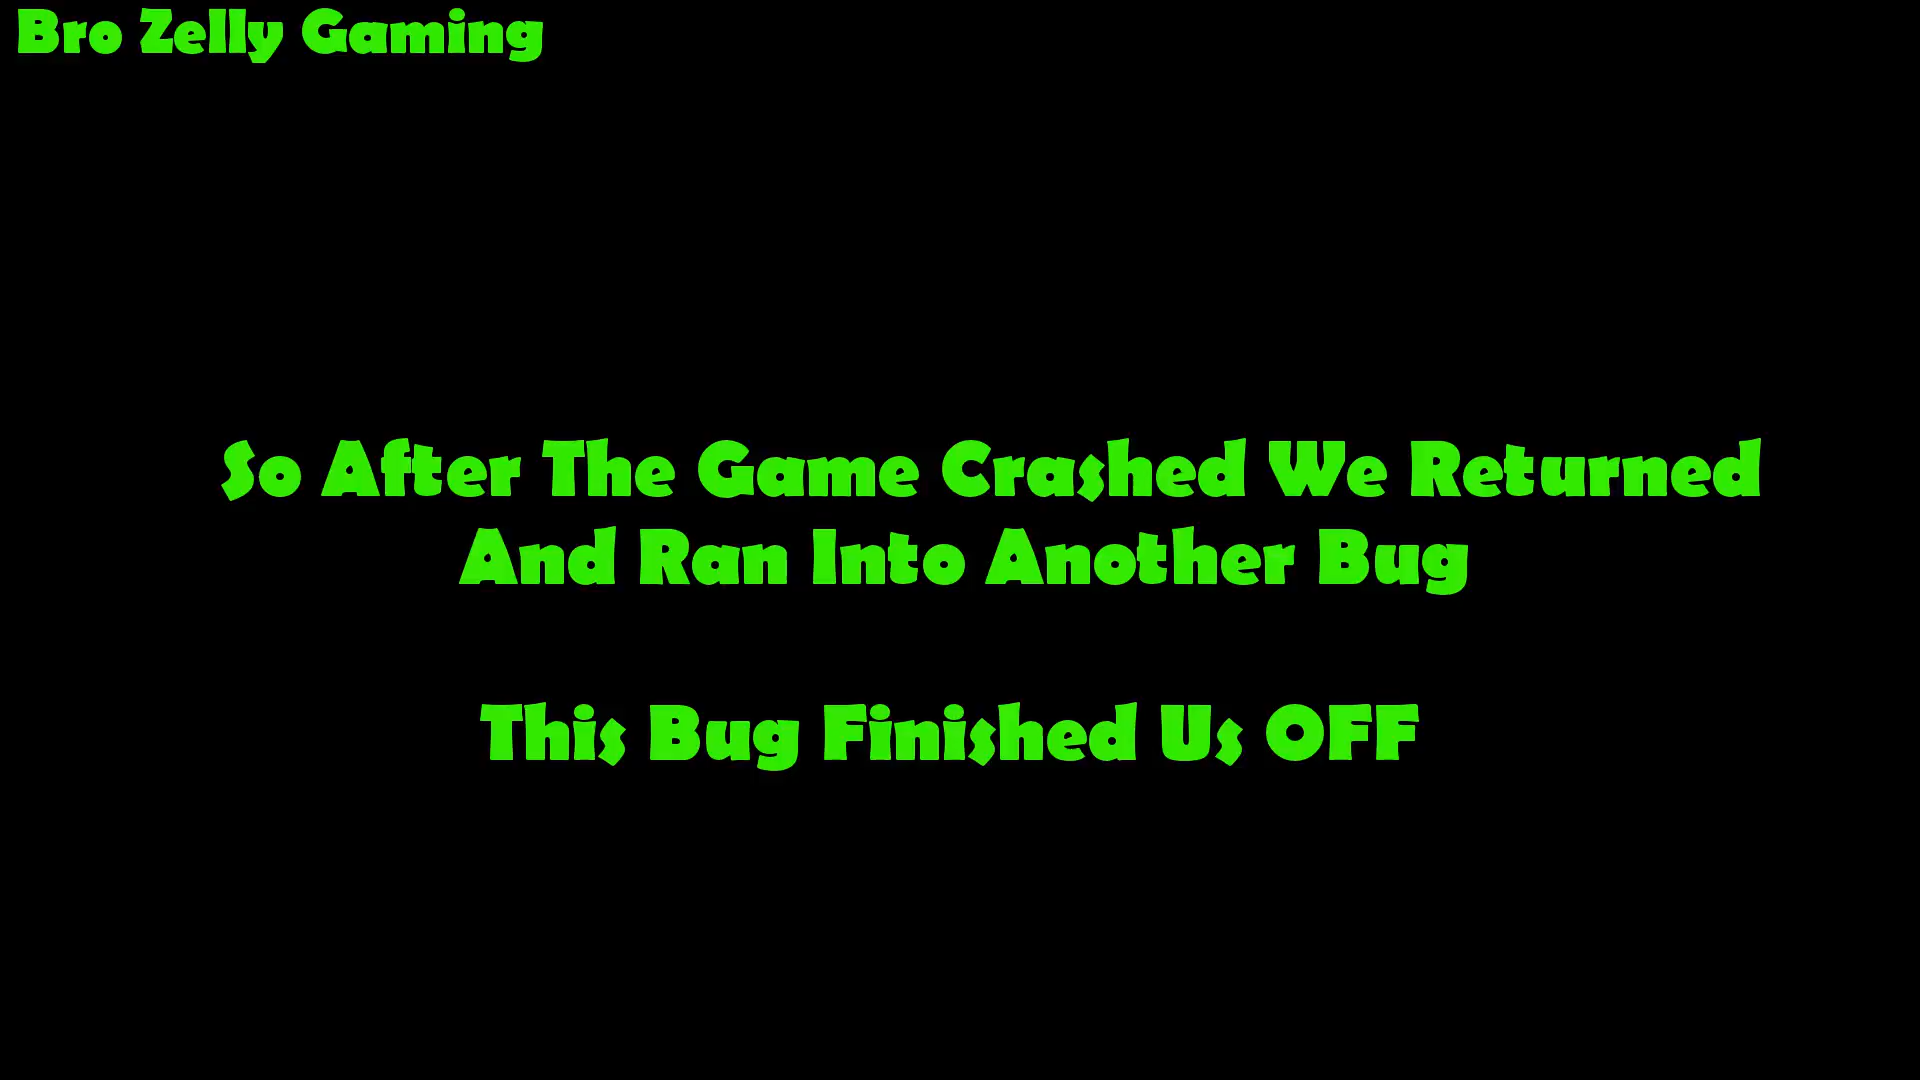 Bro Zelly Gaming
So After The Game Crashed We Returned
And Ran Into Another Bug
This Bug Finished Us OFF